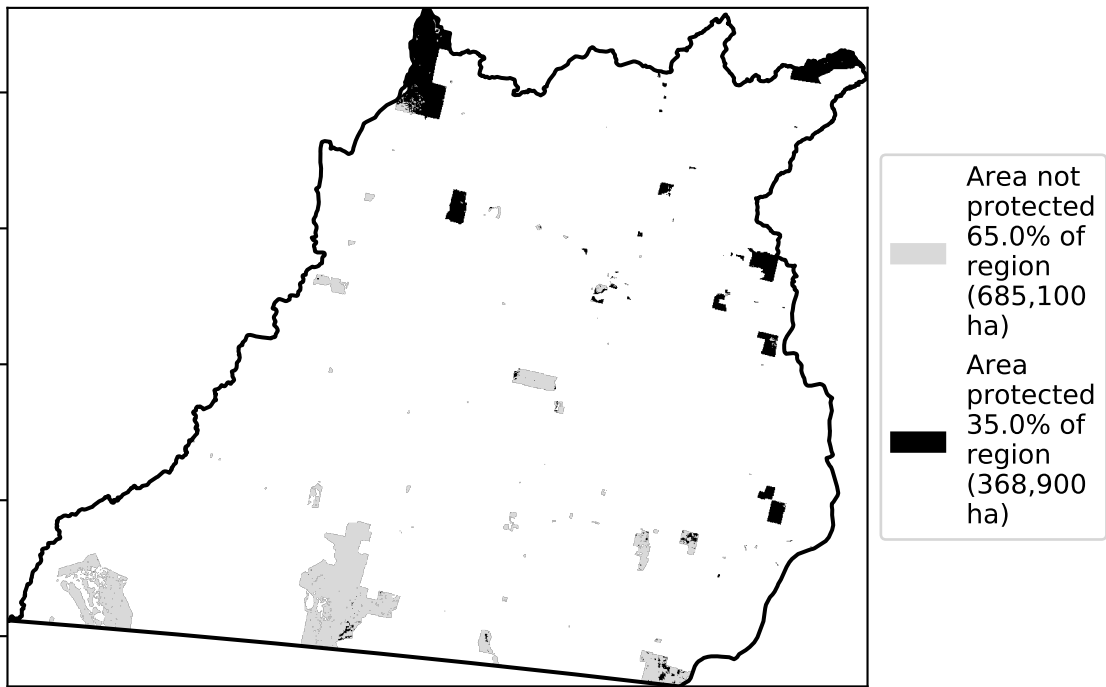 Area not
protected
65.0% of
region
(685,100
ha)
Area
protected
35.0% of
region
(368,900
ha)